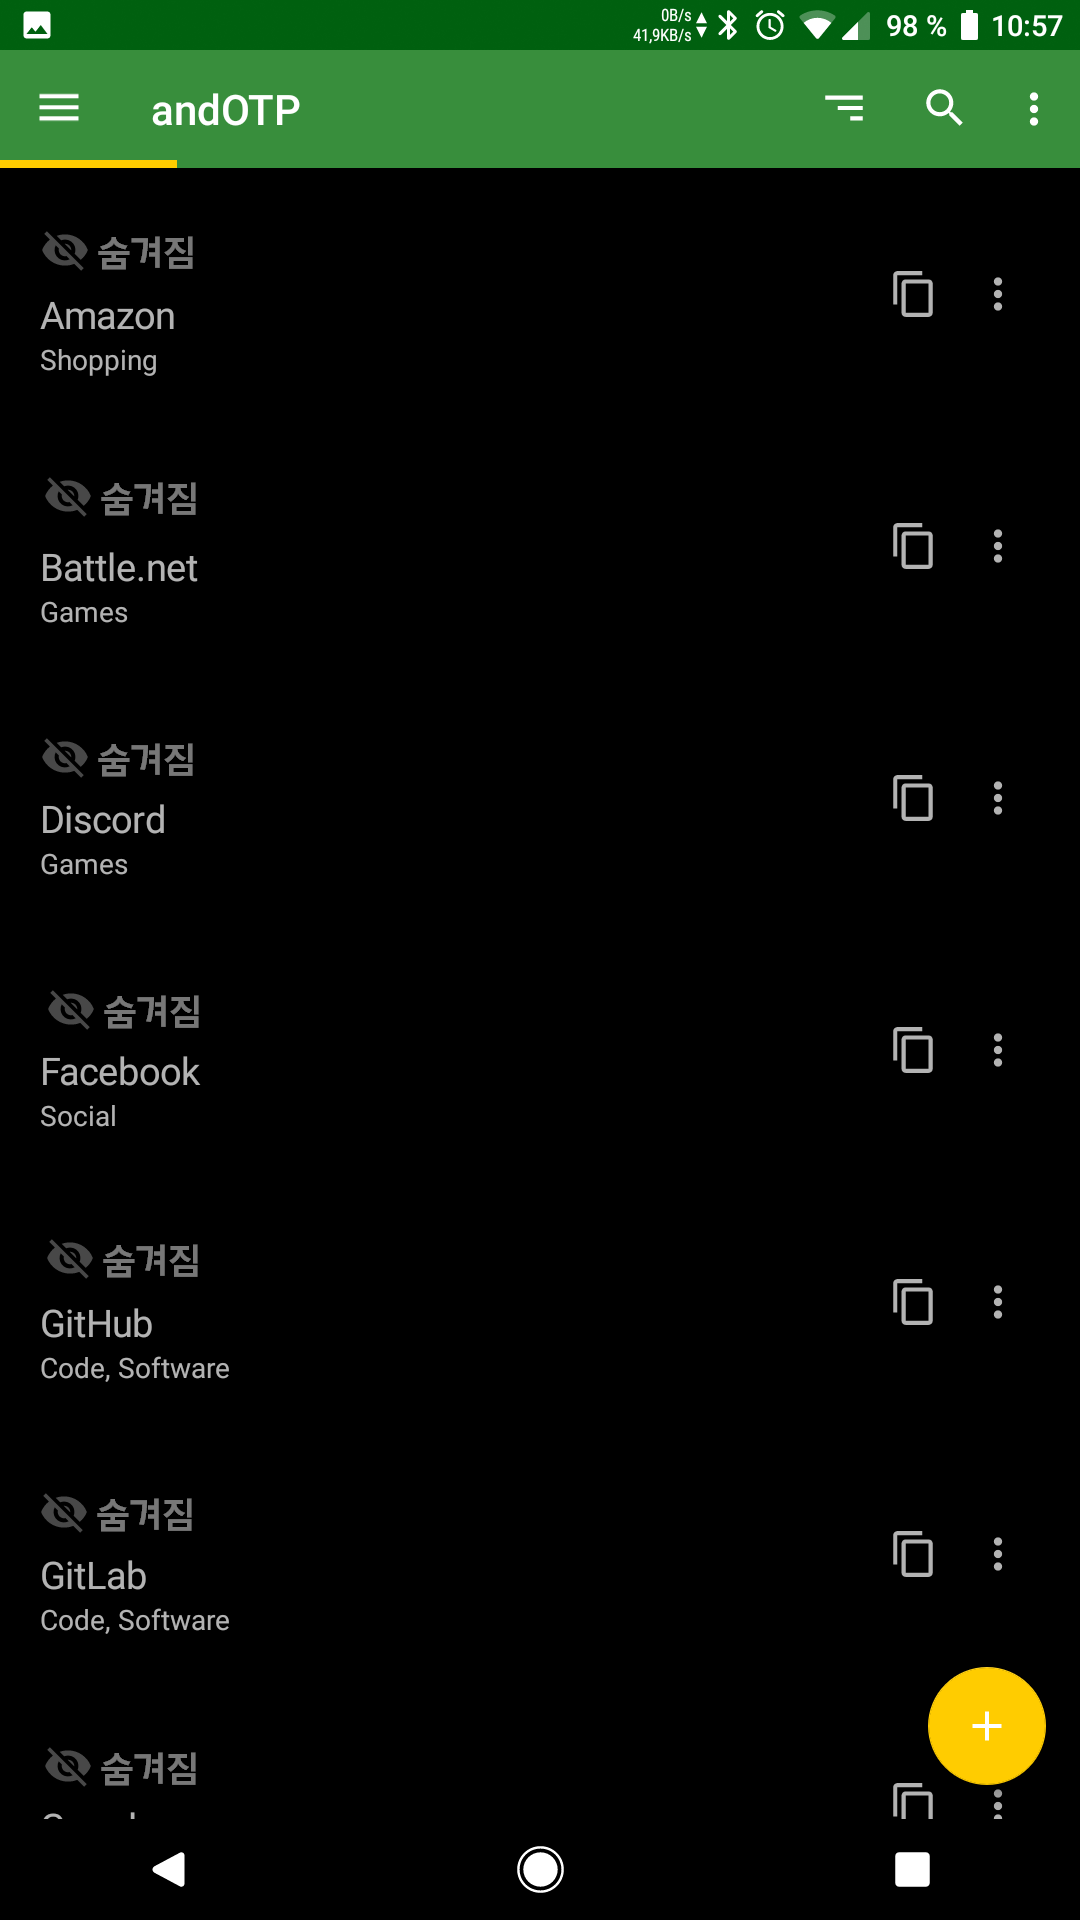 0B/s
41,9KB/s
98 % 10:57
andOTP
숨겨짐
Amazon
Shopping
숨겨짐
Battle.net
Games
숨겨짐
Discord
Games
숨겨짐
Facebook
Social
숨겨짐
GitHub
Code, Software
숨겨짐
GitLab
Code, Software
숨겨짐